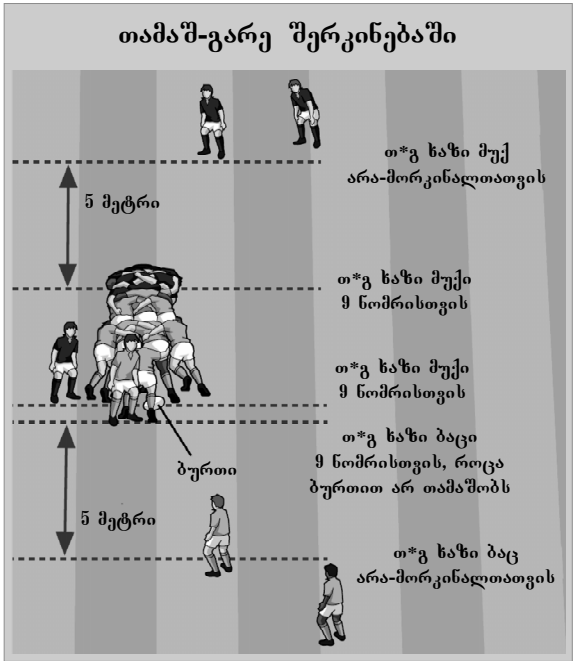 თამაშ-გარე შერკინებაში
თ*გ ხაზი მუქ
არა-მორკინალთათვის
5 მეტრი
თ*გ ხაზი მუქი
9 ნომრისთვის
თ*გ ხაზი მუქი
9 ნომრისთვის
თ*გ ხაზი ბაცი
9 ნომრისთვის, როცა
ბურთით არ თამაშობს
ბურთი
5 მეტრი
თ*გ ხაზი ბაც
არა-მორკინალთათვის